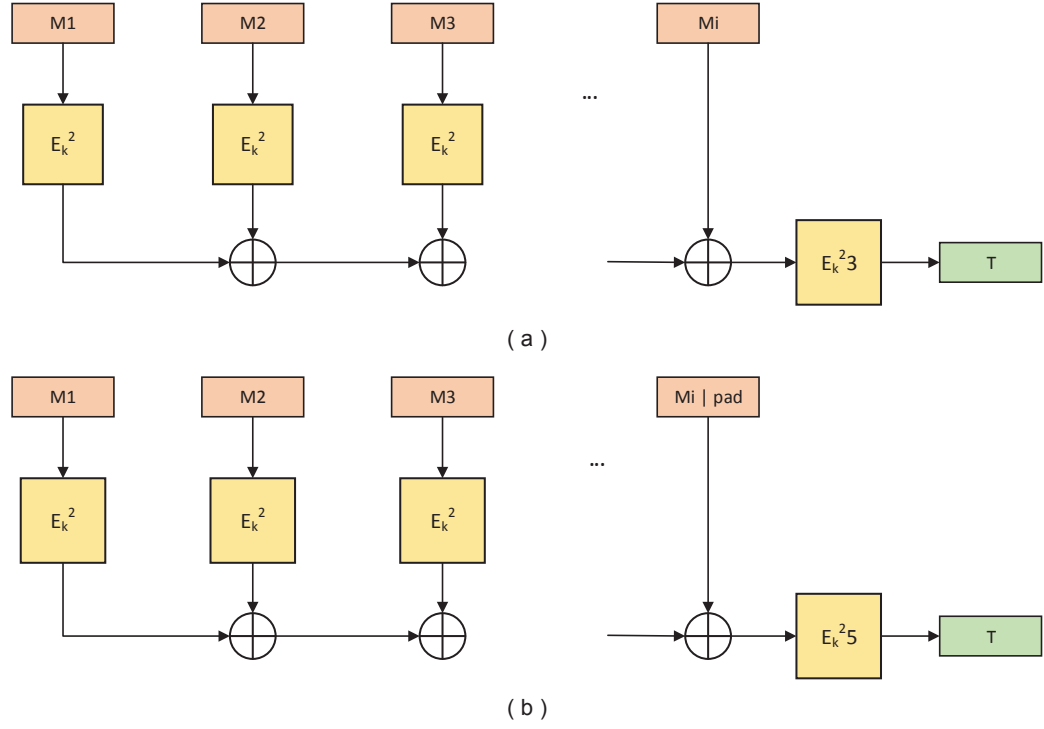 M1 M2 M3 Mi
...
Eₖ² Eₖ² Eₖ²
Eₖ²3 T
( a )
M1 M2 M3 Mi | pad
...
Eₖ² Eₖ² Eₖ²
Eₖ²5 T
( b )